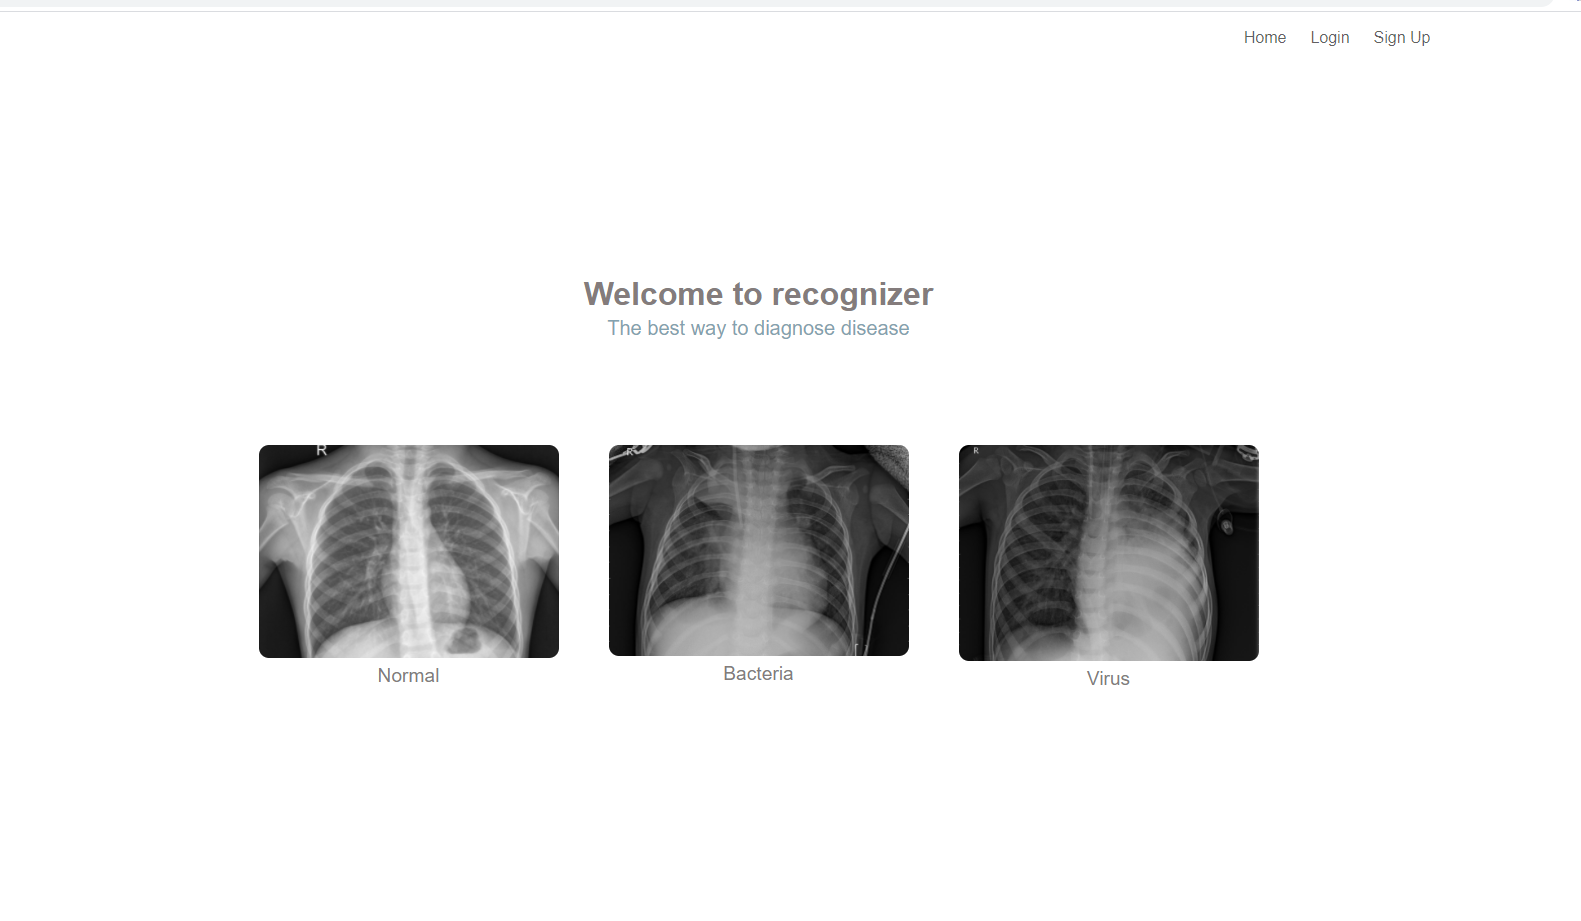 Home Login Sign Up
Welcome to recognizer
The best way to diagnose disease
R
R
R
Normal
Bacteria
Virus